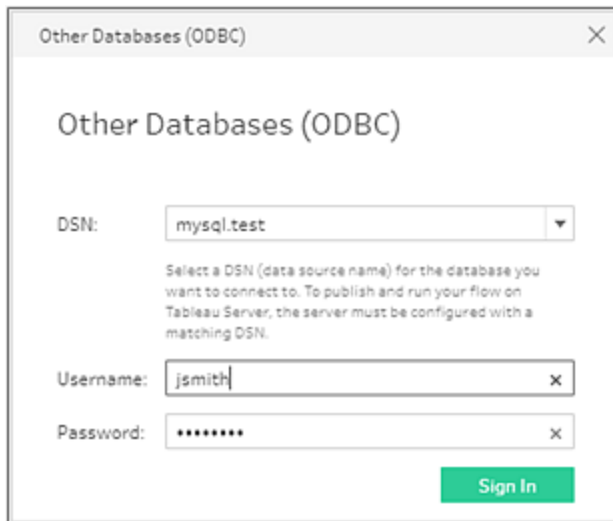 Other Databases (ODBC)
Other Databases (ODBC)
DSN: mysql.test
Select a DSN (data source name) for the database you
want to connect to. To publish and run your flow on
Tableau Server, the server must be configured with a
matching DSN.
Username: jsmith
Password: ••••••••
Sign In